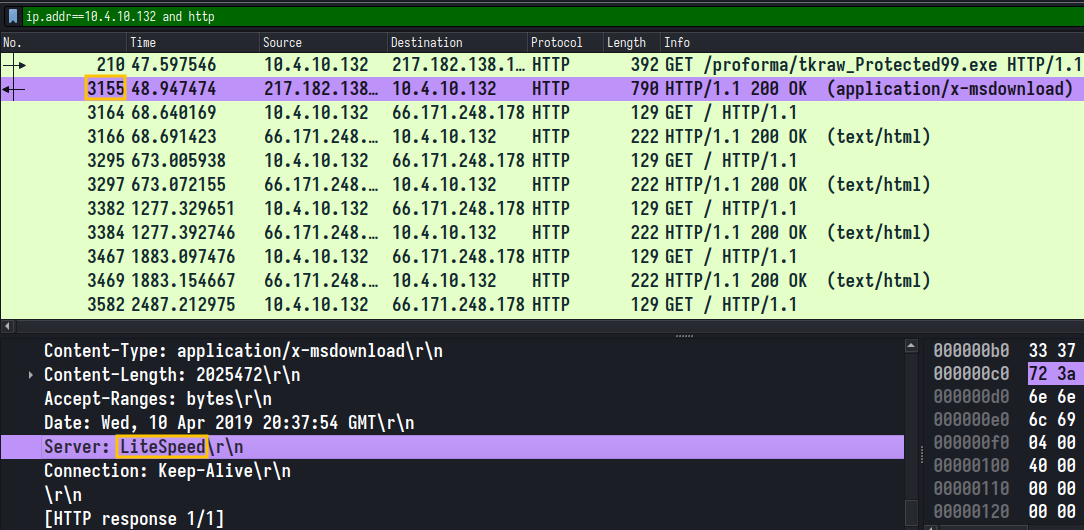 ip.addr==10.4.10.132 and http
No. Time Source Destination Protocol Length Info
210 47.597546 10.4.10.132 217.182.138.1… HTTP 392 GET /proforma/tkraw_Protected99.exe HTTP/1.1
3155 48.947474 217.182.138… 10.4.10.132 HTTP 790 HTTP/1.1 200 OK (application/x-msdownload)
3164 68.640169 10.4.10.132 66.171.248.178 HTTP 129 GET / HTTP/1.1
3166 68.691423 66.171.248.… 10.4.10.132 HTTP 222 HTTP/1.1 200 OK (text/html)
3295 673.005938 10.4.10.132 66.171.248.178 HTTP 129 GET / HTTP/1.1
3297 673.072155 66.171.248.… 10.4.10.132 HTTP 222 HTTP/1.1 200 OK (text/html)
3382 1277.329651 10.4.10.132 66.171.248.178 HTTP 129 GET / HTTP/1.1
3384 1277.392746 66.171.248.… 10.4.10.132 HTTP 222 HTTP/1.1 200 OK (text/html)
3467 1883.097476 10.4.10.132 66.171.248.178 HTTP 129 GET / HTTP/1.1
3469 1883.154667 66.171.248.… 10.4.10.132 HTTP 222 HTTP/1.1 200 OK (text/html)
3582 2487.212975 10.4.10.132 66.171.248.178 HTTP 129 GET / HTTP/1.1
Content-Type: application/x-msdownload\r\n
Content-Length: 2025472\r\n
Accept-Ranges: bytes\r\n
Date: Wed, 10 Apr 2019 20:37:54 GMT\r\n
Server: LiteSpeed\r\n
Connection: Keep-Alive\r\n
\r\n
[HTTP response 1/1]
000000b0 33 37
000000c0 72 3a
000000d0 6e 6e
000000e0 6c 69
000000f0 04 00
00000100 40 00
00000110 00 00
00000120 00 00